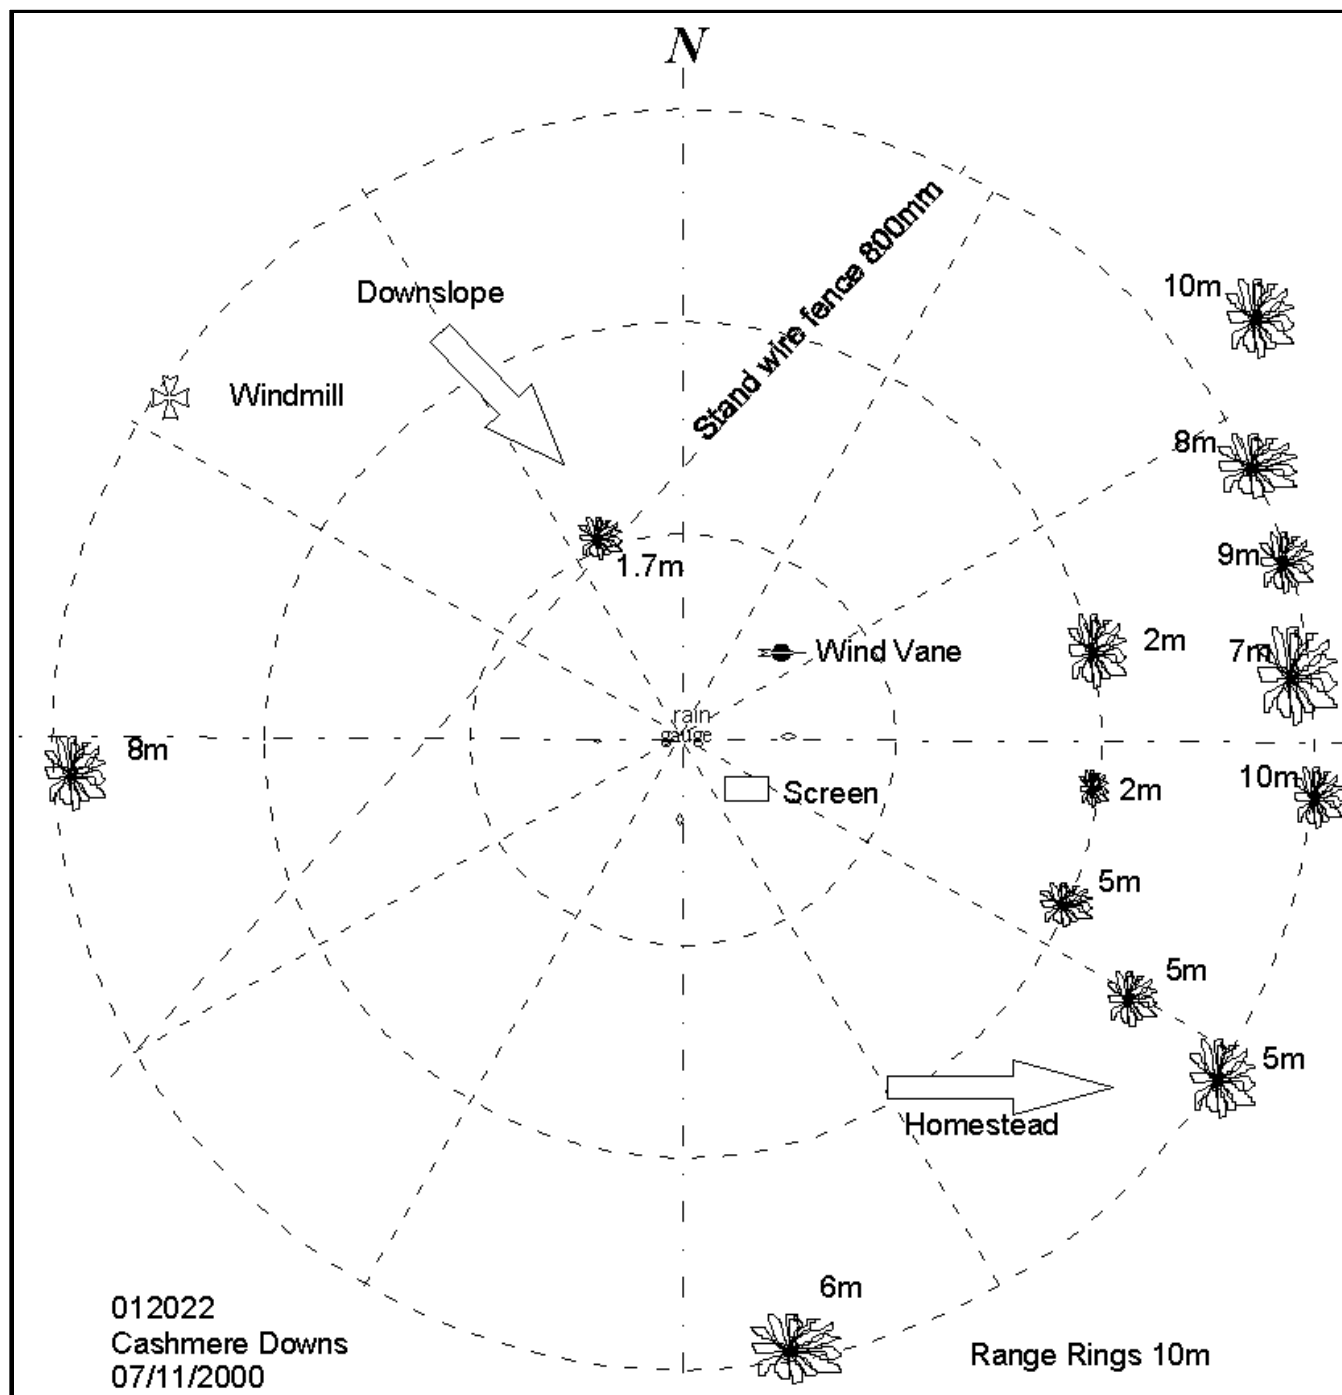 N
10m
Downslope
Stand wire fence 800mm
Windmill
8m
9m
1.7m
2m
7m
Wind Vane
rain
gauge
8m
10m
Screen
2m
5m
5m
5m
Homestead
6m
012022
Cashmere Downs
07/11/2000
Range Rings 10m